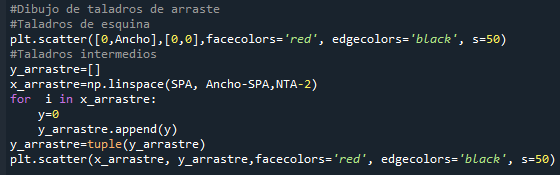 #Dibujo de taladros de arraste
#Taladros de esquina
plt.scatter([0,Ancho],[0,0],facecolors='red', edgecolors='black', s=50)
#Taladros intermedios
y_arrastre=[]
x_arrastre=np.linspace(SPA, Ancho-SPA,NTA-2)
for  i in x_arrastre:
    y=0
    y_arrastre.append(y)
y_arrastre=tuple(y_arrastre)
plt.scatter(x_arrastre, y_arrastre,facecolors='red', edgecolors='black', s=50)